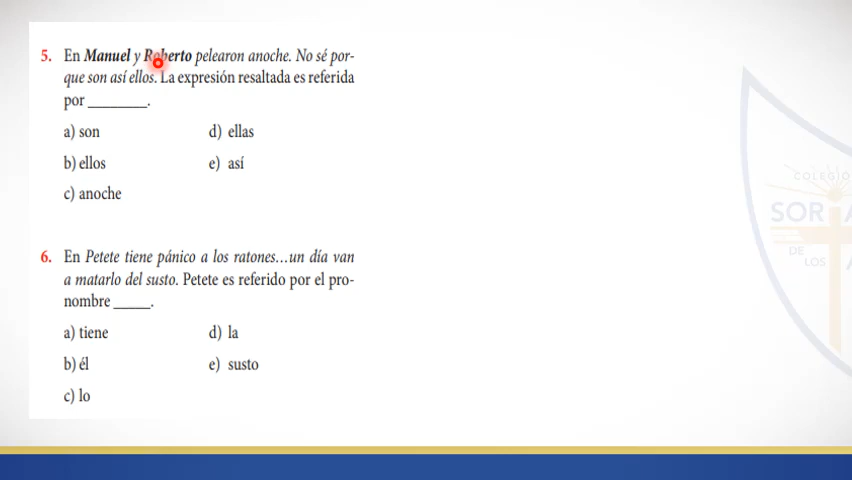 5. En Manuel y Roberto pelearon anoche. No sé por-
que son así ellos. La expresión resaltada es referida
por ________.
a) son
d) ellas
b) ellos
e) así
c) anoche
6. En Petete tiene pánico a los ratones...un día van
a matarlo del susto. Petete es referido por el pro-
nombre _____.
a) tiene
d) la
b) él
e) susto
c) lo
COLEGIO
SOR
DE
LOS